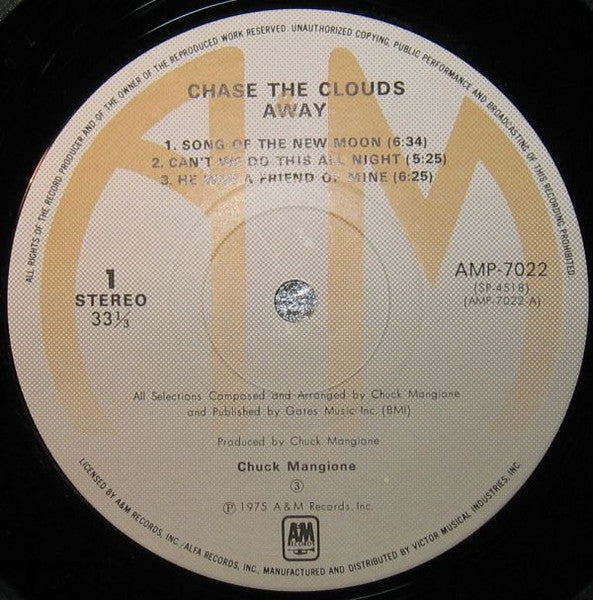 ALL RIGHTS OF THE RECORD PRODUCER AND OF THE OWNER OF THE REPRODUCED WORK RESERVED. UNAUTHORIZED COPYING, PUBLIC PERFORMANCE AND BROADCASTING OF THIS RECORDING PROHIBITED.
CHASE THE CLOUDS
AWAY
1. SONG OF THE NEW MOON (6:34)
2. CAN'T WE DO THIS ALL NIGHT (5:25)
3. HE WAS A FRIEND OF MINE (6:25)
1
STEREO
33⅓
AMP-7022
(SP-4518)
(AMP-7022-A)
All Selections Composed and Arranged by Chuck Mangione
and Published by Gates Music Inc. (BMI)
Produced by Chuck Mangione
Chuck Mangione
③
Ⓟ 1975 A & M Records, Inc.
A&M
RECORDS
LICENSED BY A&M RECORDS, INC./ALFA RECORDS, INC., MANUFACTURED AND DISTRIBUTED BY VICTOR MUSICAL INDUSTRIES, INC.